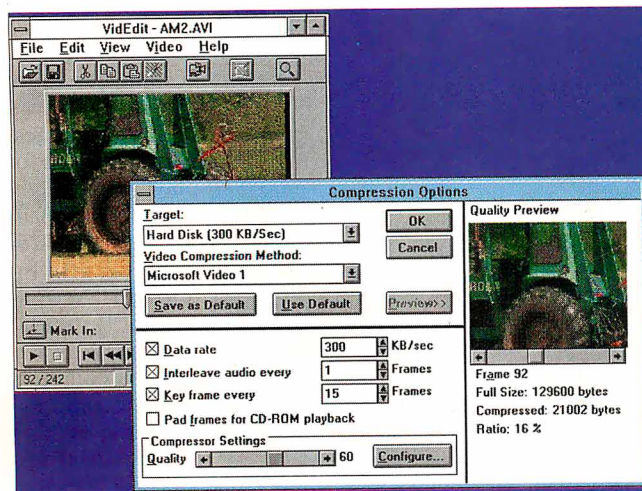 VidEdit - AM2.AVI
File Edit View Video Help
Mark In:
92 / 242
Compression Options
Target:
Hard Disk (300 KB/Sec)
Video Compression Method:
Microsoft Video 1
OK
Cancel
Save as Default Use Default Preview>>
Data rate 300 KB/sec
Interleave audio every 1 Frames
Key frame every 15 Frames
Pad frames for CD-ROM playback
Compressor Settings
Quality 60 Configure...
Quality Preview
Frame 92
Full Size: 129600 bytes
Compressed: 21002 bytes
Ratio: 16 %